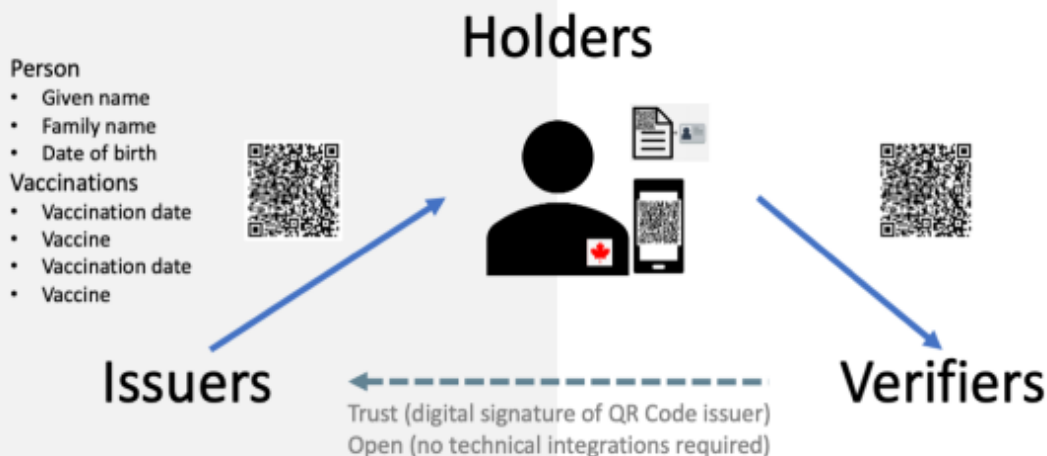 Holders
Person
• Given name
• Family name
• Date of birth
Vaccinations
• Vaccination date
• Vaccine
• Vaccination date
• Vaccine
Issuers
Verifiers
Trust (digital signature of QR Code issuer)
Open (no technical integrations required)